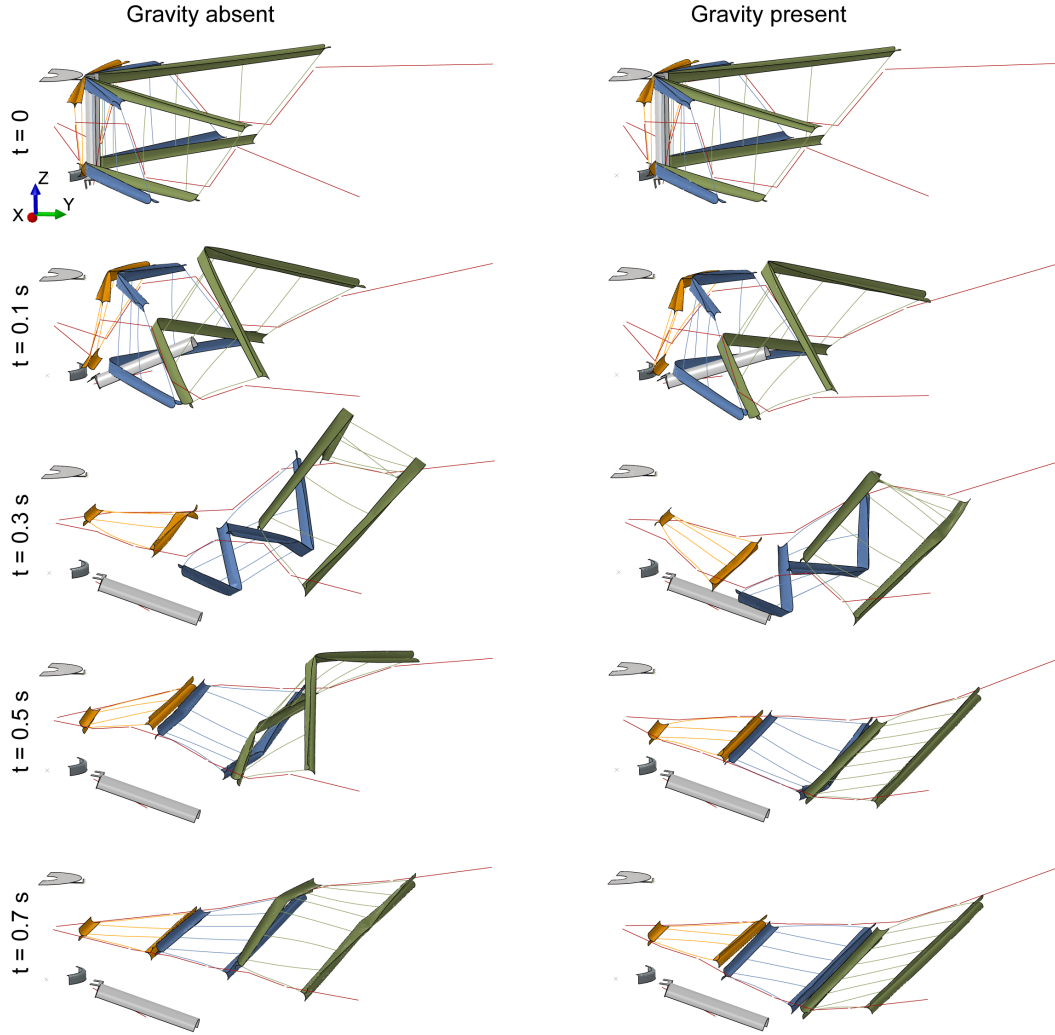 Gravity absent
Gravity present
t = 0
Z
X
Y
t = 0.1 s
t = 0.3 s
t = 0.5 s
t = 0.7 s